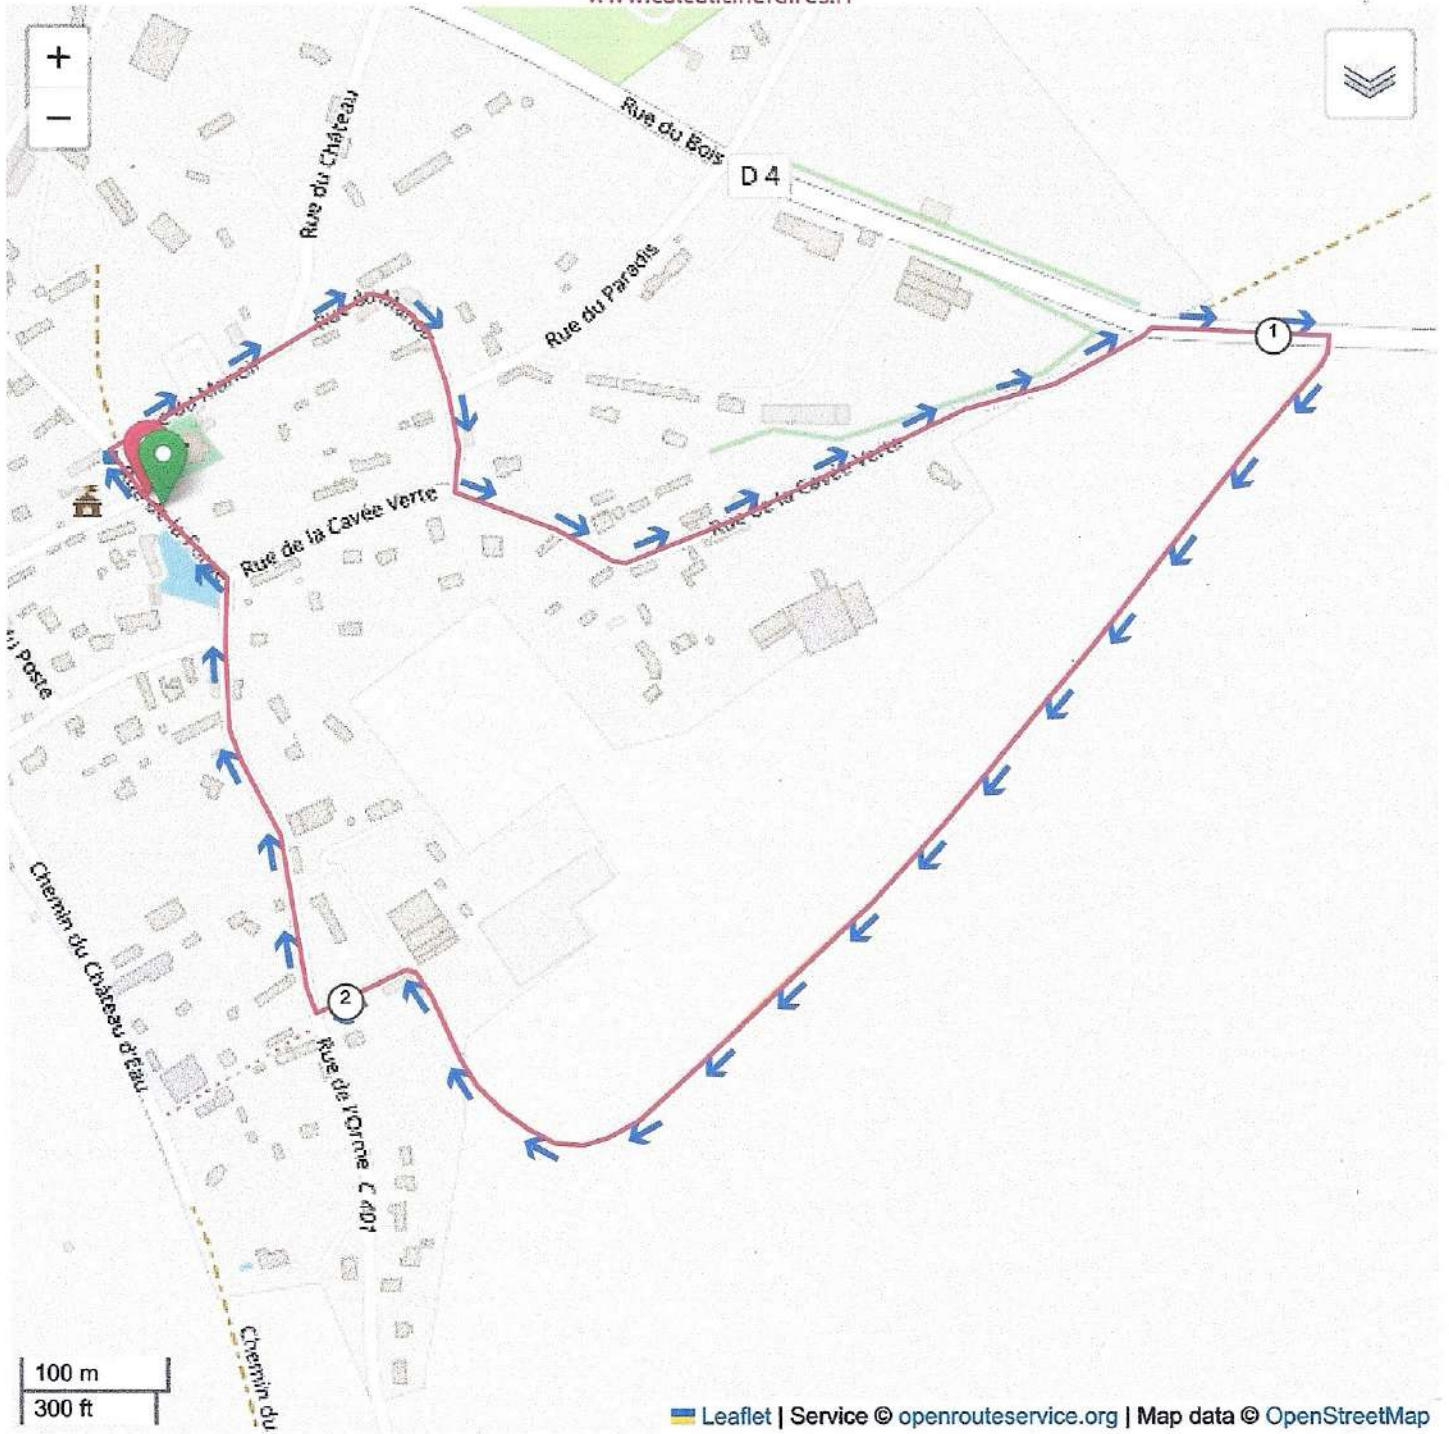 +
−
Rue du Château
Rue du Bois
D 4
Rue du Paradis
1
Rue de la Cavée Verte
Rue de la Cavée Verte
Au Poste
Chemin du Château d'Eau
2
Rue de l'Orme C 401
Chemin du
100 m
300 ft
Leaflet | Service © openrouteservice.org | Map data © OpenStreetMap